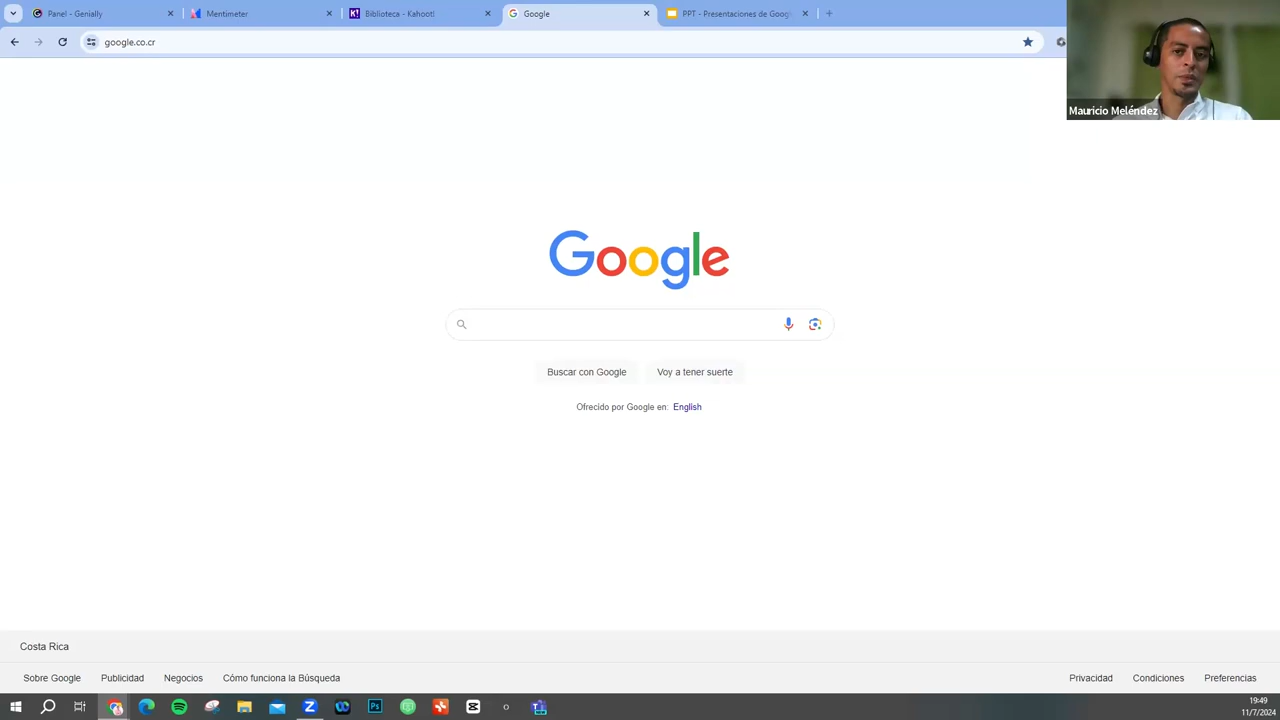 Panel - Genially
Mentimeter
Biblioteca - Kahoot!
Google
PPT - Presentaciones de Goog
google.co.cr
Mauricio Meléndez
Google
Buscar con Google
Voy a tener suerte
Ofrecido por Google en: English
Costa Rica
Sobre Google
Publicidad
Negocios
Cómo funciona la Búsqueda
Privacidad
Condiciones
Preferencias
19:49
11/7/2024